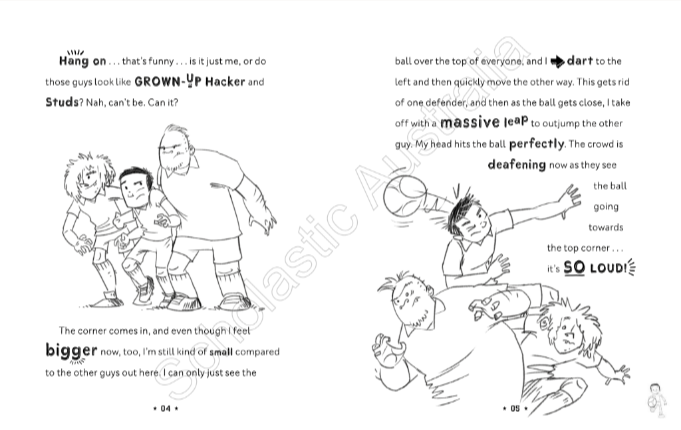 Hang on . . . that's funny . . . is it just me, or do
those guys look like GROWN-UP Hacker and
Studs? Nah, can't be. Can it?
The corner comes in, and even though I feel
bigger now, too, I'm still kind of small compared
to the other guys out here. I can only just see the
• 04 •
ball over the top of everyone, and I dart to the
left and then quickly move the other way. This gets rid
of one defender, and then as the ball gets close, I take
off with a massive leap to outjump the other
guy. My head hits the ball perfectly. The crowd is
deafening now as they see
the ball
going
towards
the top corner . . .
it's SO LOUD!
• 05 •
Scholastic Australia